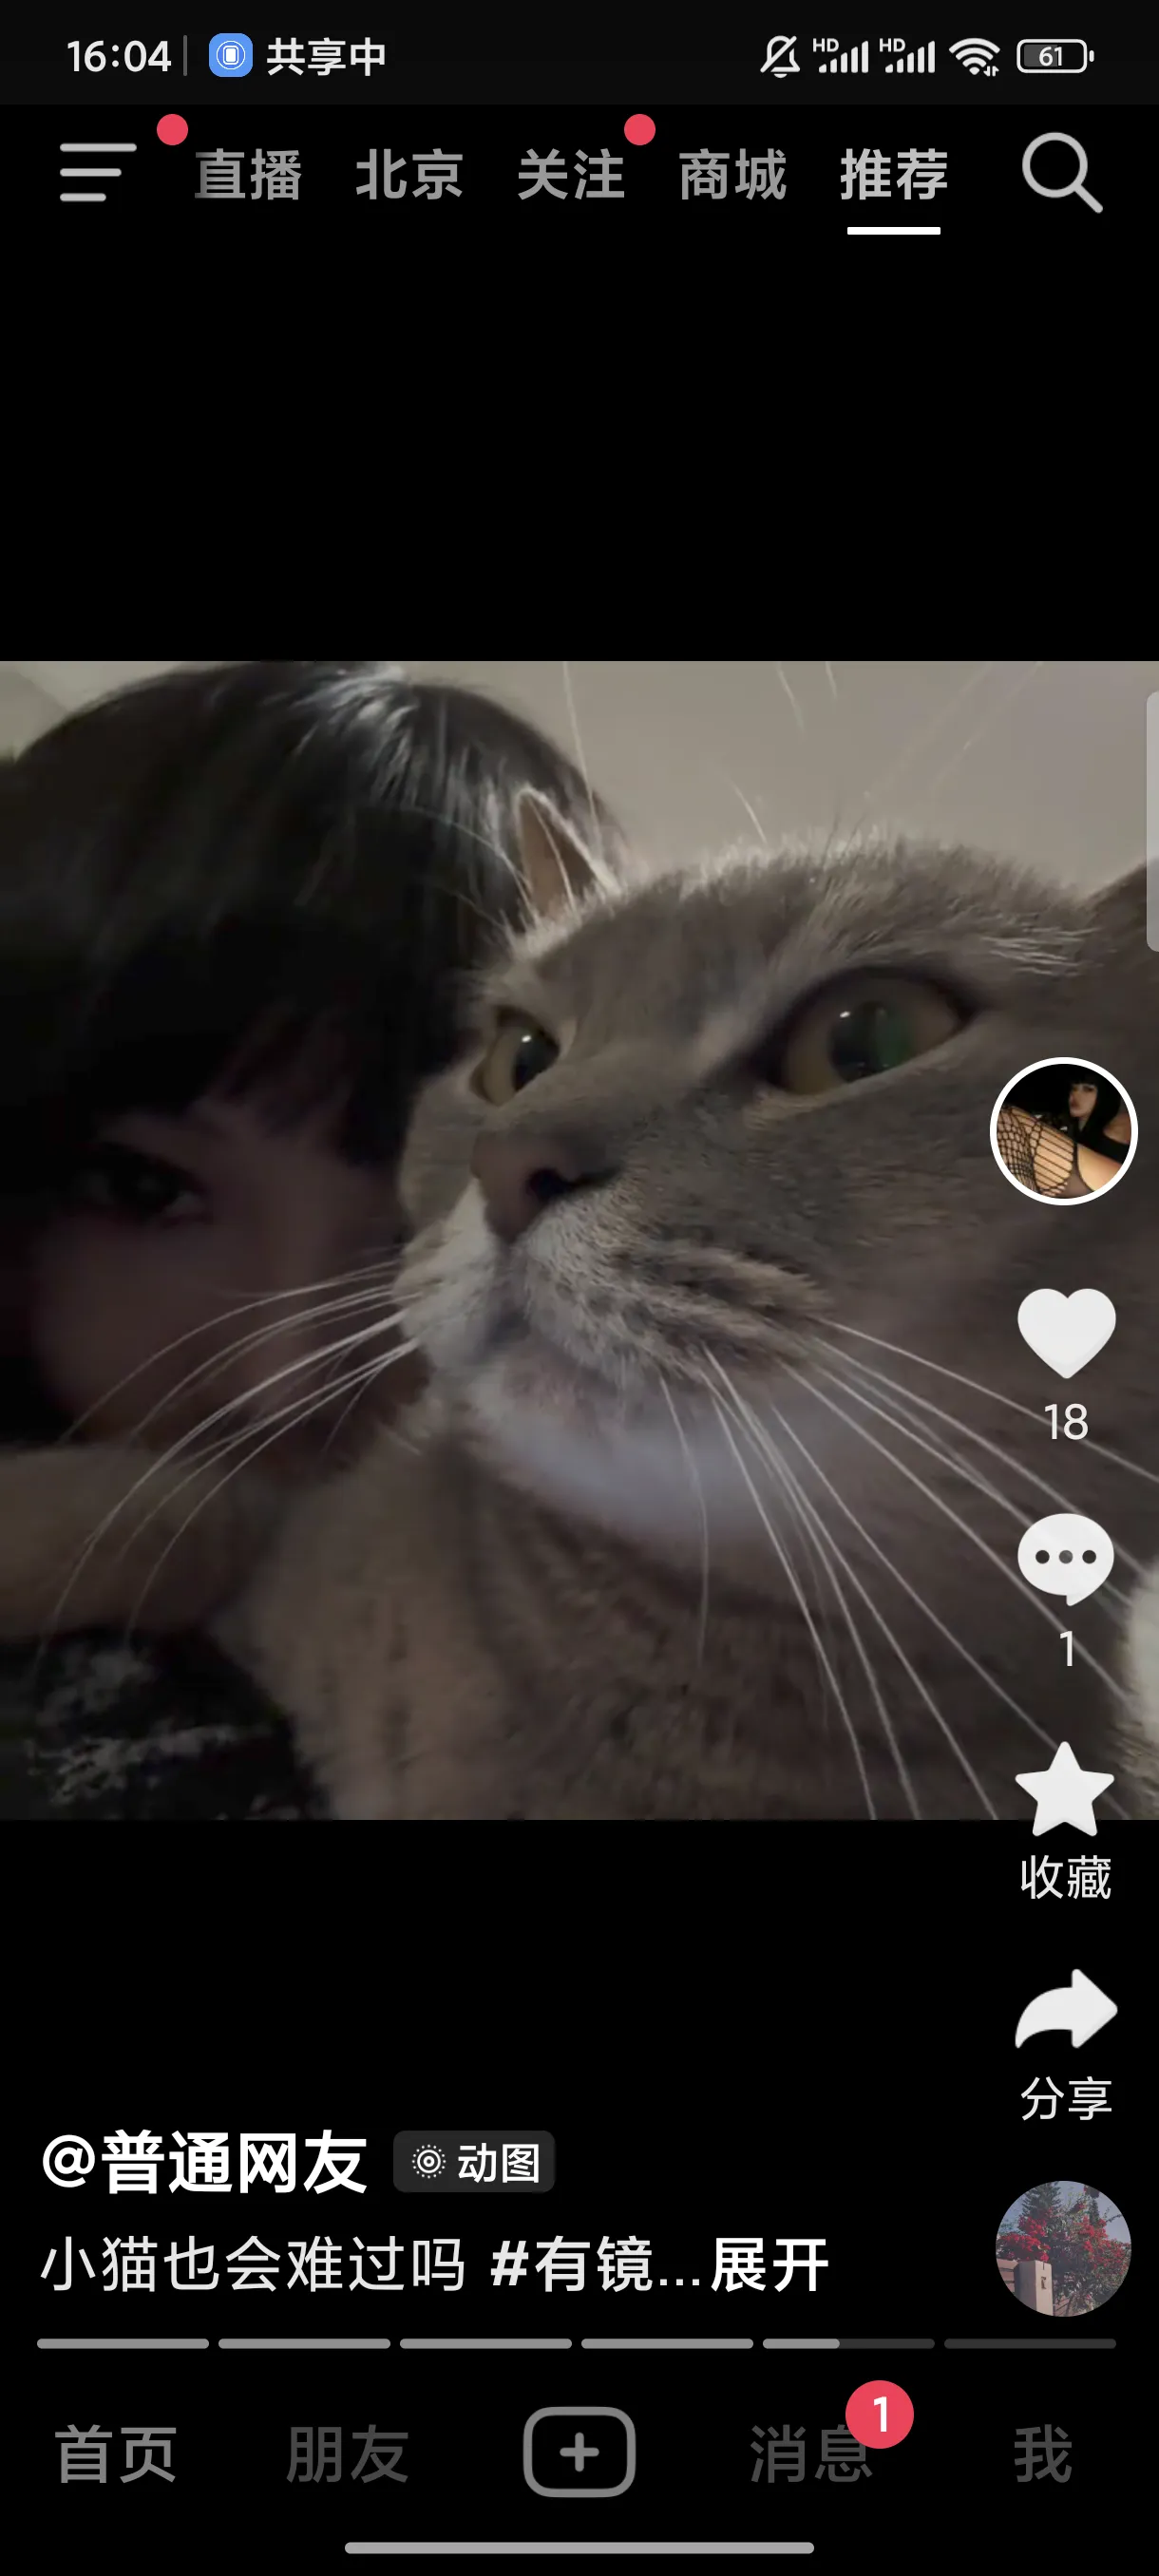 16:04 共享中 HD HD 61
直播 北京 关注 商城 推荐
18
1
收藏
分享
@普通网友 动图
小猫也会难过吗 #有镜...展开
首页 朋友 消息 1 我